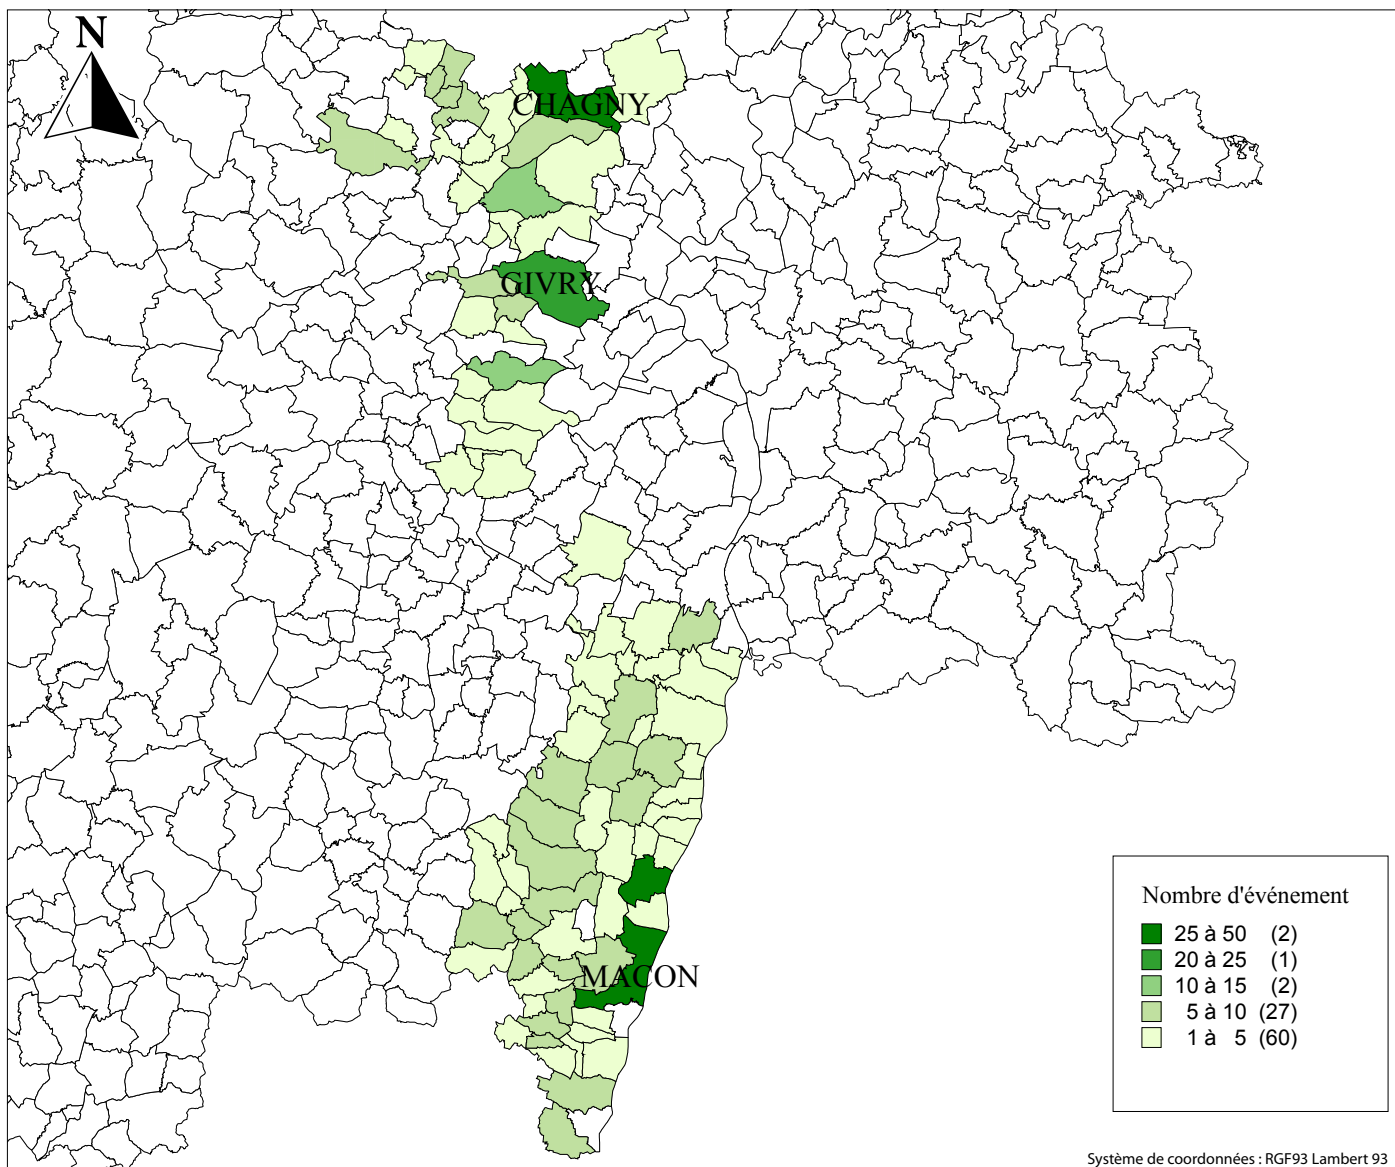 N
CHAGNY
GIVRY
MACON
Nombre d'événement
25 à 50 (2)
20 à 25 (1)
10 à 15 (2)
5 à 10 (27)
1 à 5 (60)
Système de coordonnées : RGF93 Lambert 93